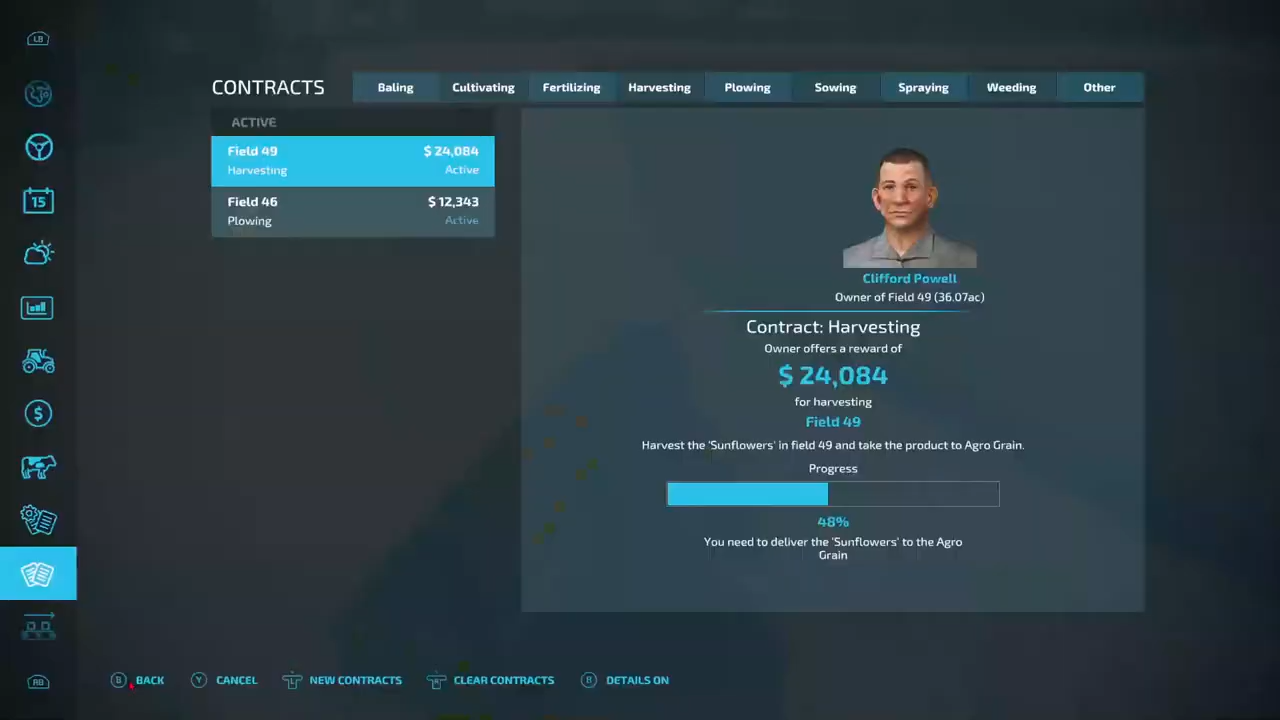 LB
CONTRACTS
Baling
Cultivating
Fertilizing
Harvesting
Plowing
Sowing
Spraying
Weeding
Other
ACTIVE
Field 49 $ 24,084
Harvesting Active
Field 46 $ 12,343
Plowing Active
15
$
Clifford Powell
Owner of Field 49 (36.07ac)
Contract: Harvesting
Owner offers a reward of
$ 24,084
for harvesting
Field 49
Harvest the 'Sunflowers' in field 49 and take the product to Agro Grain.
Progress
48%
You need to deliver the 'Sunflowers' to the Agro
Grain
RB
B BACK
Y CANCEL
L NEW CONTRACTS
R CLEAR CONTRACTS
R DETAILS ON